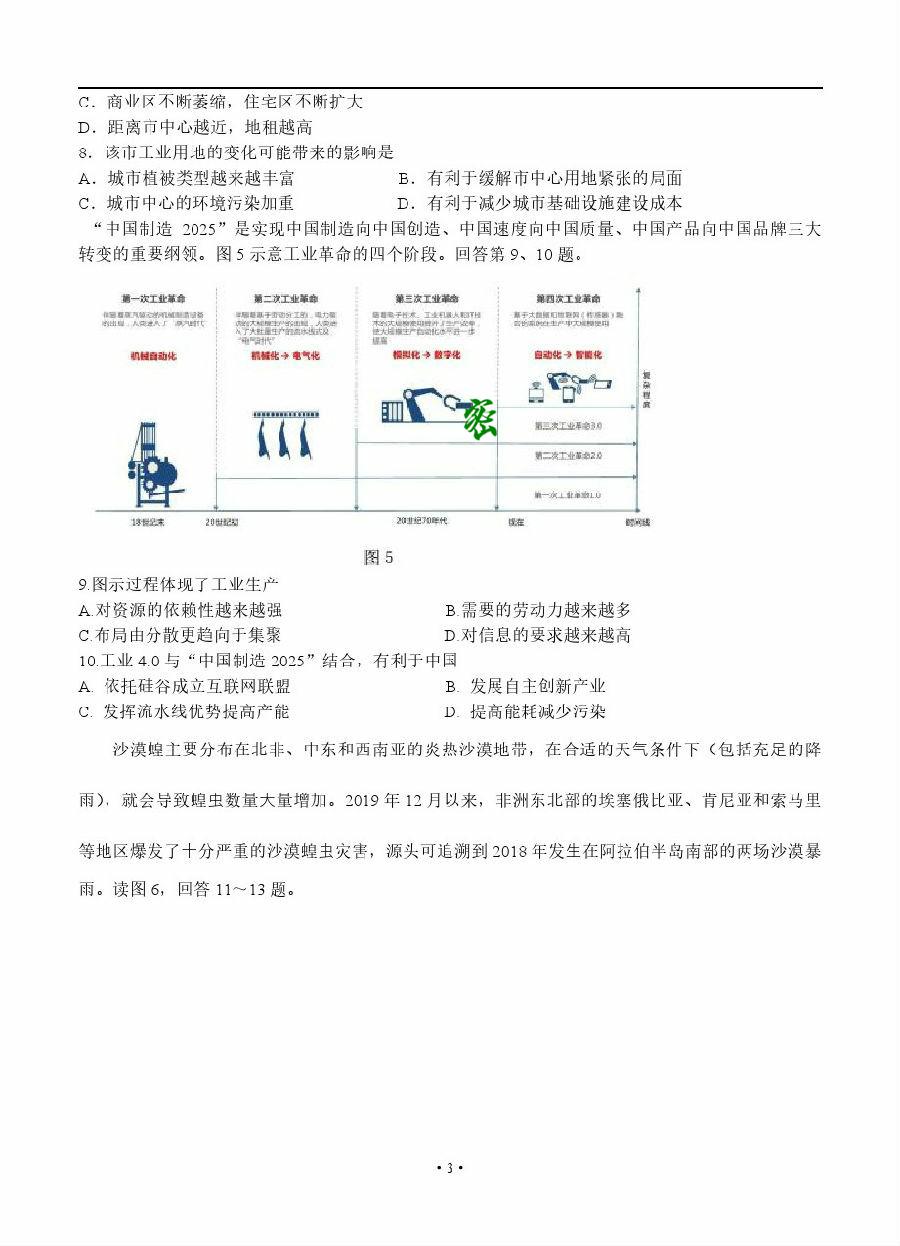 C．商业区不断萎缩，住宅区不断扩大
D．距离市中心越近，地租越高
8．该市工业用地的变化可能带来的影响是
A．城市植被类型越来越丰富 B．有利于缓解市中心用地紧张的局面
C．城市中心的环境污染加重 D．有利于减少城市基础设施建设成本
“中国制造 2025”是实现中国制造向中国创造、中国速度向中国质量、中国产品向中国品牌三大
转变的重要纲领。图 5 示意工业革命的四个阶段。回答第 9、10 题。
第一次工业革命 第二次工业革命 第三次工业革命 第四次工业革命
机械自动化 机械化→电气化 模拟化→数字化 自动化→智能化
复杂程度
密
第三次工业革命3.0
第二次工业革命2.0
第一次工业革命1.0
18世纪末 20世纪初 20世纪70年代 现在 时间线
图 5
9.图示过程体现了工业生产
A.对资源的依赖性越来越强 B.需要的劳动力越来越多
C.布局由分散更趋向于集聚 D.对信息的要求越来越高
10.工业 4.0 与“中国制造 2025”结合，有利于中国
A. 依托硅谷成立互联网联盟 B. 发展自主创新产业
C. 发挥流水线优势提高产能 D. 提高能耗减少污染
沙漠蝗主要分布在北非、中东和西南亚的炎热沙漠地带，在合适的天气条件下（包括充足的降
雨），就会导致蝗虫数量大量增加。2019 年 12 月以来，非洲东北部的埃塞俄比亚、肯尼亚和索马里
等地区爆发了十分严重的沙漠蝗虫灾害，源头可追溯到 2018 年发生在阿拉伯半岛南部的两场沙漠暴
雨。读图 6，回答 11～13 题。
• 3 •